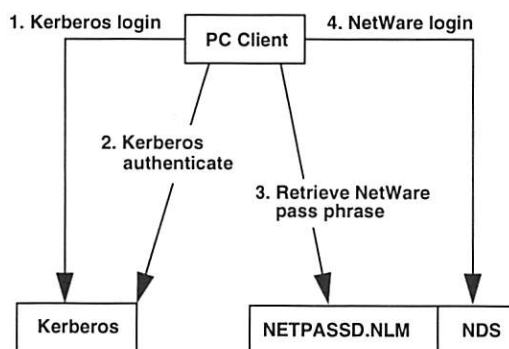 1. Kerberos login
4. NetWare login
PC Client
2. Kerberos
authenticate
3. Retrieve NetWare
pass phrase
Kerberos
NETPASSD.NLM
NDS